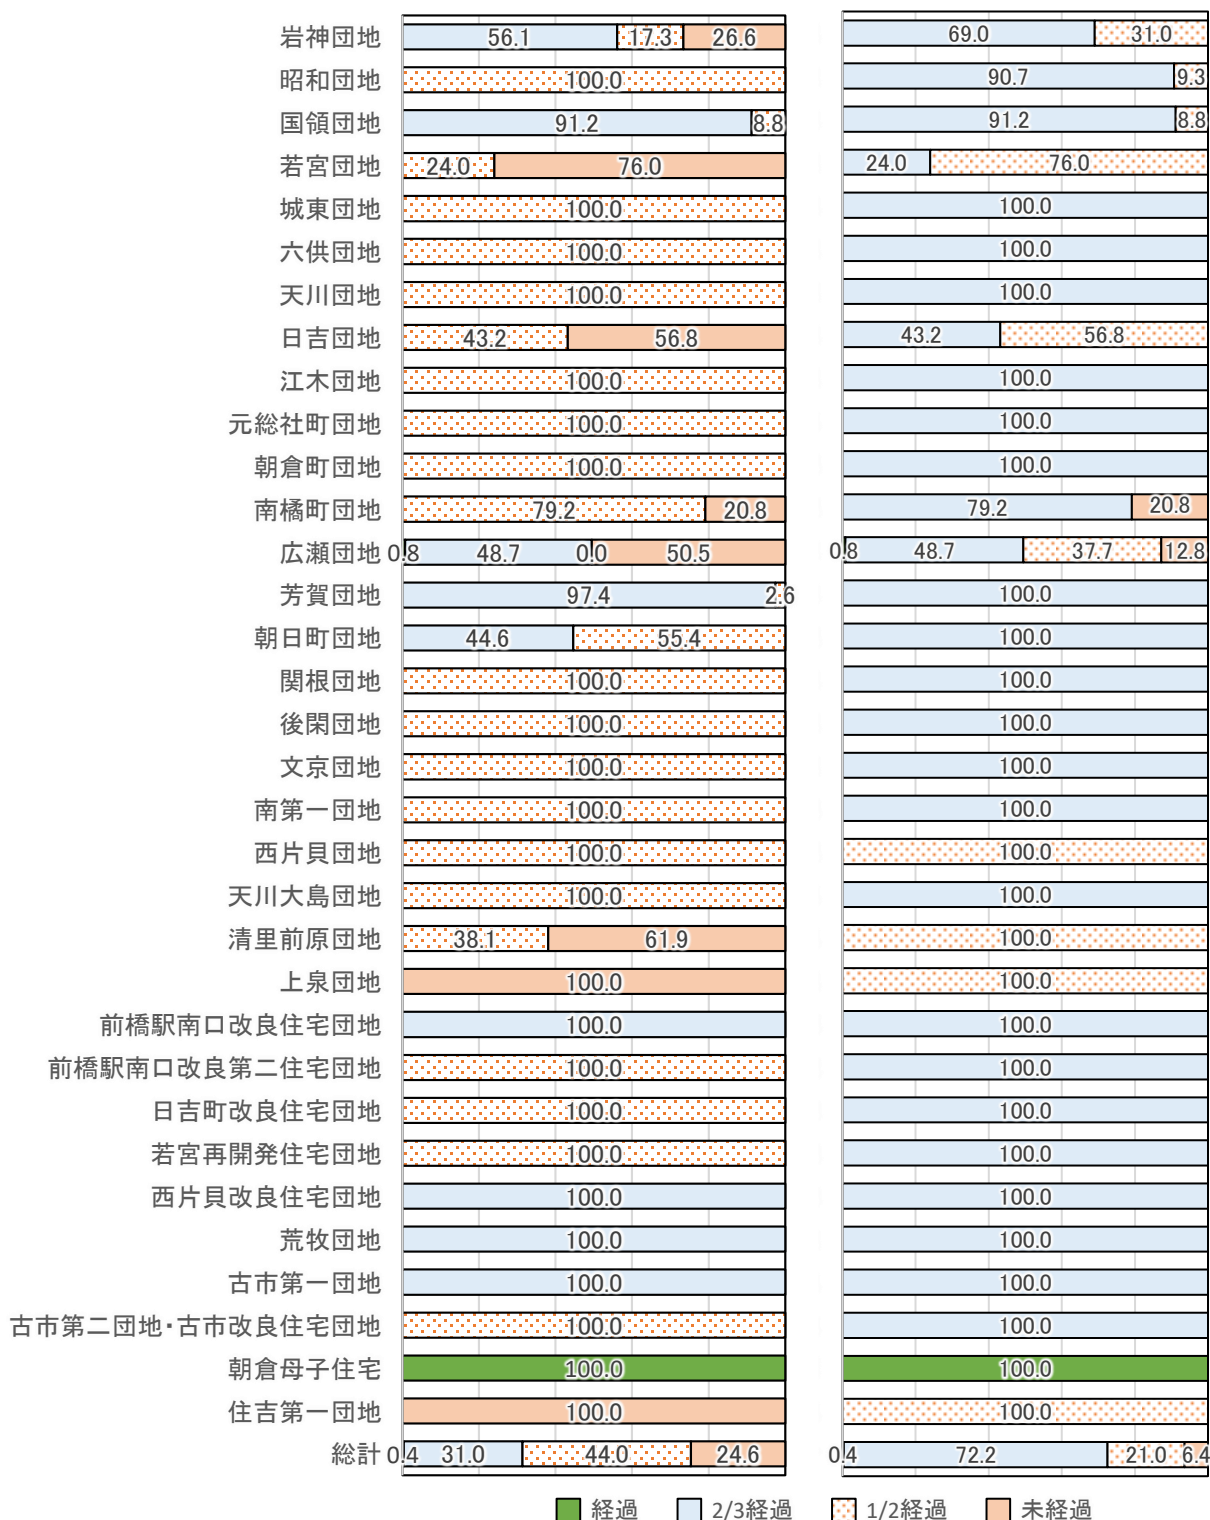 岩神団地 56.1 17.3 26.6 69.0 31.0
昭和団地 100.0 90.7 9.3
国領団地 91.2 8.8 91.2 8.8
若宮団地 24.0 76.0 24.0 76.0
城東団地 100.0 100.0
六供団地 100.0 100.0
天川団地 100.0 100.0
日吉団地 43.2 56.8 43.2 56.8
江木団地 100.0 100.0
元総社町団地 100.0 100.0
朝倉町団地 100.0 100.0
南橘町団地 79.2 20.8 79.2 20.8
広瀬団地 0.8 48.7 0.0 50.5 0.8 48.7 37.7 12.8
芳賀団地 97.4 2.6 100.0
朝日町団地 44.6 55.4 100.0
関根団地 100.0 100.0
後閑団地 100.0 100.0
文京団地 100.0 100.0
南第一団地 100.0 100.0
西片貝団地 100.0 100.0
天川大島団地 100.0 100.0
清里前原団地 38.1 61.9 100.0
上泉団地 100.0 100.0
前橋駅南口改良住宅団地 100.0 100.0
前橋駅南口改良第二住宅団地 100.0 100.0
日吉町改良住宅団地 100.0 100.0
若宮再開発住宅団地 100.0 100.0
西片貝改良住宅団地 100.0 100.0
荒牧団地 100.0 100.0
古市第一団地 100.0 100.0
古市第二団地・古市改良住宅団地 100.0 100.0
朝倉母子住宅 100.0 100.0
住吉第一団地 100.0 100.0
総計 0.4 31.0 44.0 24.6 0.4 72.2 21.0 6.4
経過 2/3経過 1/2経過 未経過